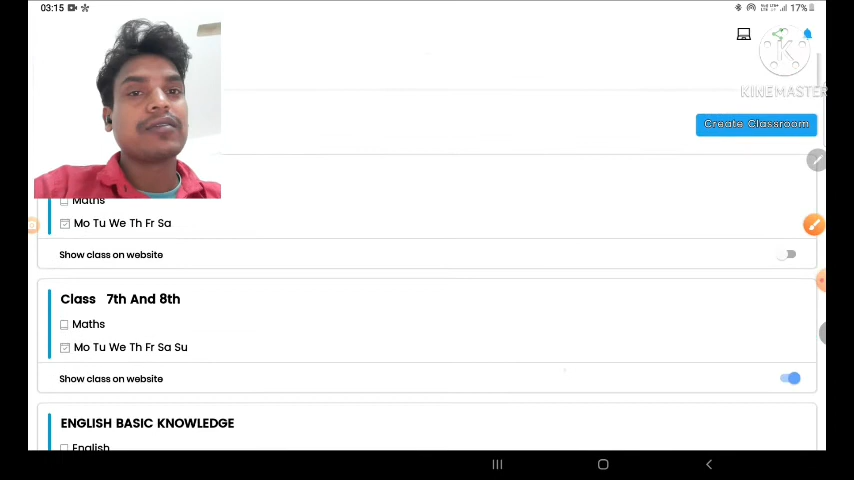 03:15
17%
K
KINEMASTER
Create Classroom
Maths
Mo Tu We Th Fr Sa
Show class on website
Class 7th And 8th
Maths
Mo Tu We Th Fr Sa Su
Show class on website
ENGLISH BASIC KNOWLEDGE
English